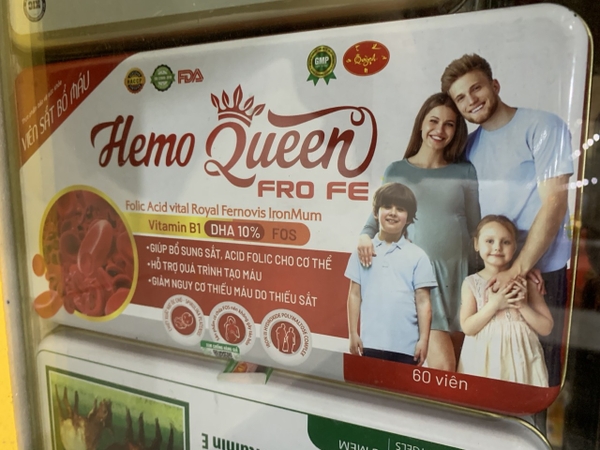 VIÊN SẮT BỔ MÁU
FDA
GMP
Hemo Queen
FRO FE
Folic Acid vital Royal Fernovis IronMum
Vitamin B1 DHA 10% FOS
•GIÚP BỔ SUNG SẮT, ACID FOLIC CHO CƠ THỂ
• HỖ TRỢ QUÁ TRÌNH TẠO MÁU
•GIẢM NGUY CƠ THIẾU MÁU DO THIẾU SẮT
60 viên